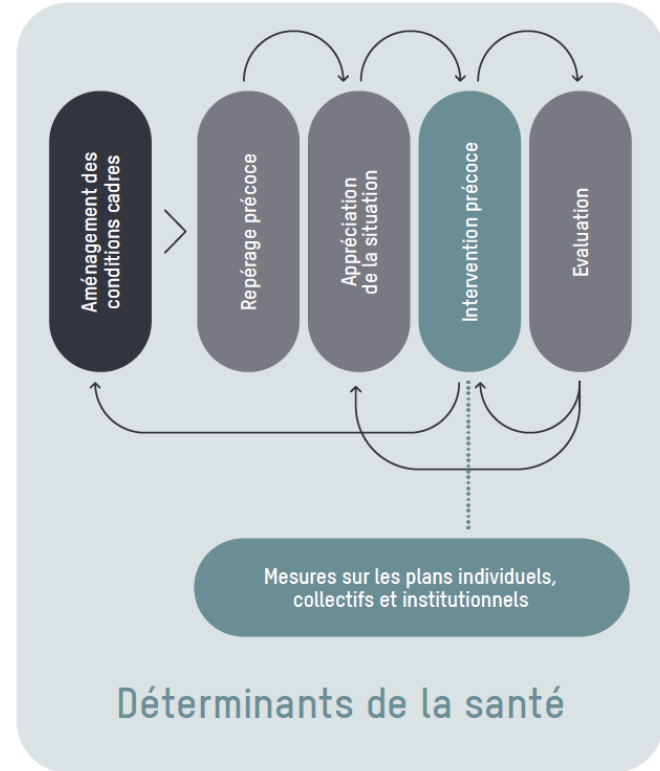 Aménagement des
conditions cadres
Repérage précoce
Appréciation
de la situation
Intervention précoce
Evaluation
Mesures sur les plans individuels,
collectifs et institutionnels
Déterminants de la santé